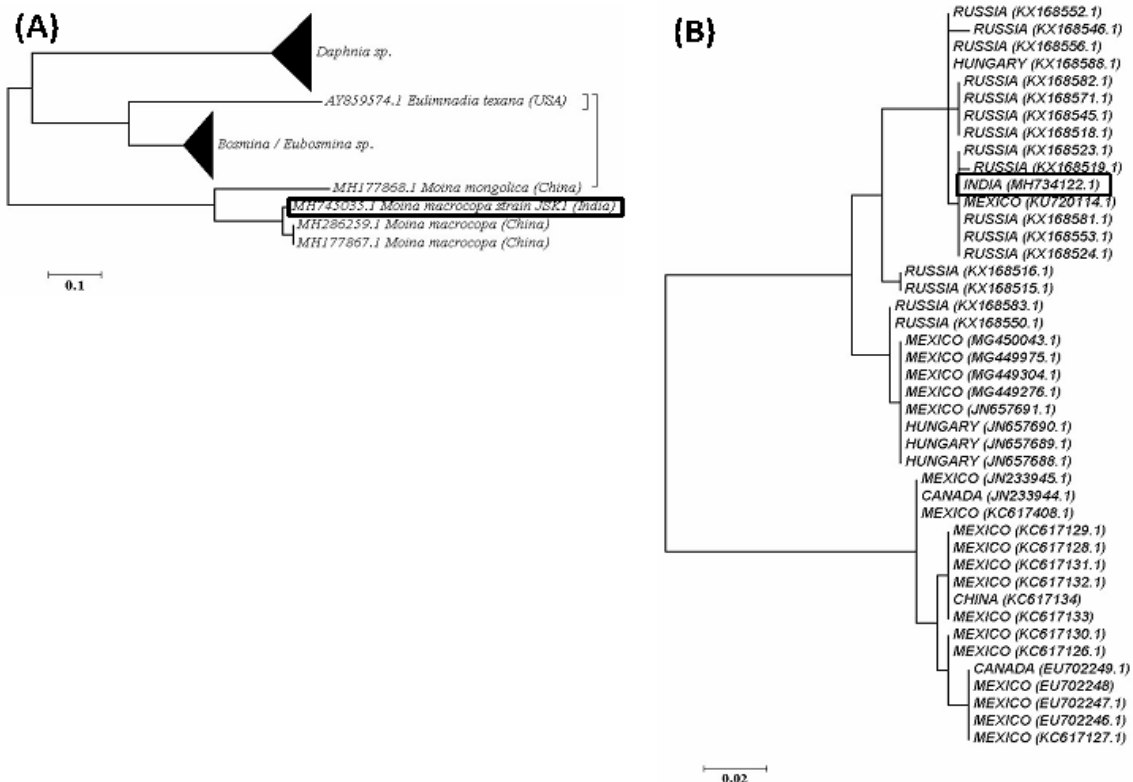 (A)
Daphnia sp.
AY859574.1 Eulimnadia texana (USA)
Bosmina / Eubosmina sp.
MH177868.1 Moina mongolica (China)
MH745035.1 Moina macrocopa strain JSK1 (India)
MH286259.1 Moina macrocopa (China)
MH177867.1 Moina macrocopa (China)
0.1
(B)
RUSSIA (KX168552.1)
RUSSIA (KX168546.1)
RUSSIA (KX168556.1)
HUNGARY (KX168588.1)
RUSSIA (KX168582.1)
RUSSIA (KX168571.1)
RUSSIA (KX168545.1)
RUSSIA (KX168518.1)
RUSSIA (KX168523.1)
RUSSIA (KX168519.1)
INDIA (MH734122.1)
MEXICO (KU720114.1)
RUSSIA (KX168581.1)
RUSSIA (KX168553.1)
RUSSIA (KX168524.1)
RUSSIA (KX168516.1)
RUSSIA (KX168515.1)
RUSSIA (KX168583.1)
RUSSIA (KX168550.1)
MEXICO (MG450043.1)
MEXICO (MG449975.1)
MEXICO (MG449304.1)
MEXICO (MG449276.1)
MEXICO (JN657691.1)
HUNGARY (JN657690.1)
HUNGARY (JN657689.1)
HUNGARY (JN657688.1)
MEXICO (JN233945.1)
CANADA (JN233944.1)
MEXICO (KC617408.1)
MEXICO (KC617129.1)
MEXICO (KC617128.1)
MEXICO (KC617131.1)
MEXICO (KC617132.1)
CHINA (KC617134)
MEXICO (KC617133)
MEXICO (KC617130.1)
MEXICO (KC617126.1)
CANADA (EU702249.1)
MEXICO (EU702248)
MEXICO (EU702247.1)
MEXICO (EU702246.1)
MEXICO (KC617127.1)
0.02